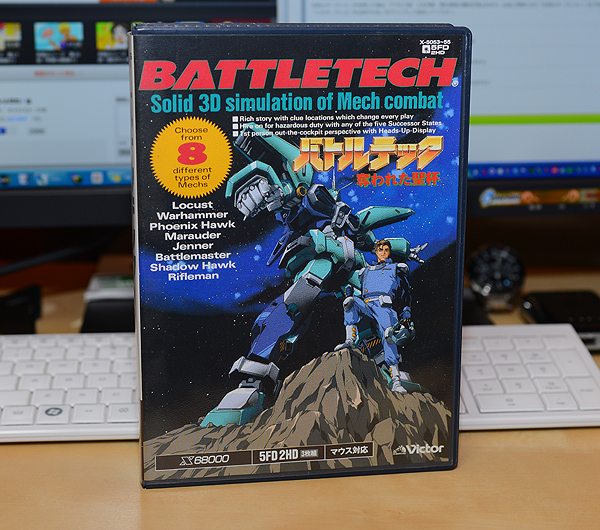 X-5053~55
5FD
2HD
BATTLETECH
Solid 3D simulation of Mech combat
■ Rich story with clue locations which change every play
■ Hire on for hazardous duty with any of the five Successor States
■ 1st person out-the-cockpit perspective with Heads-Up-Display
Choose
from
8
different
types of
Mechs
バトルテック
奪われた聖杯
Locust
Warhammer
Phoenix Hawk
Marauder
Jenner
Battlemaster
Shadow Hawk
Rifleman
X68000
5FD 2HD 3枚組
マウス対応
Victor